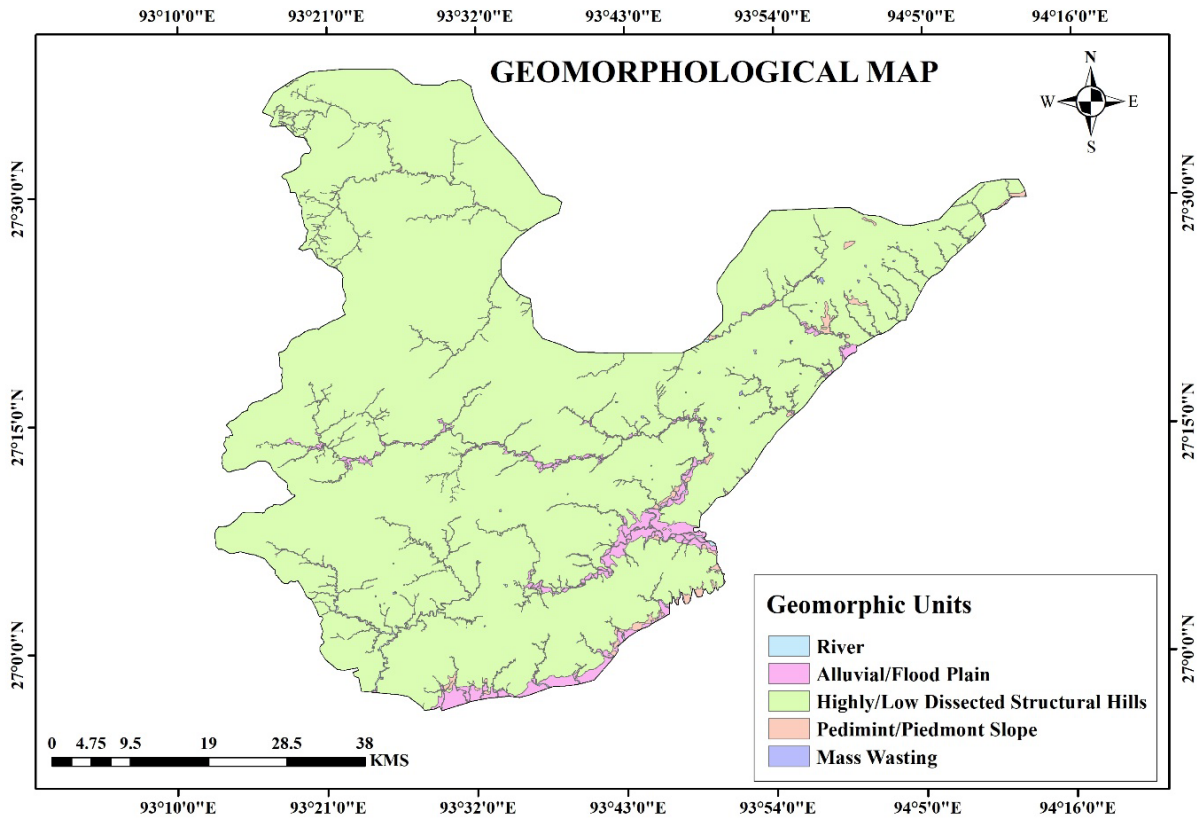 93°10'0"E 93°21'0"E 93°32'0"E 93°43'0"E 93°54'0"E 94°5'0"E 94°16'0"E
GEOMORPHOLOGICAL MAP
N
W E
S
27°30'0"N 27°30'0"N
27°15'0"N 27°15'0"N
27°0'0"N 27°0'0"N
Geomorphic Units
River
Alluvial/Flood Plain
Highly/Low Dissected Structural Hills
Pedimint/Piedmont Slope
Mass Wasting
0 4.75 9.5 19 28.5 38
KMS
93°10'0"E 93°21'0"E 93°32'0"E 93°43'0"E 93°54'0"E 94°5'0"E 94°16'0"E